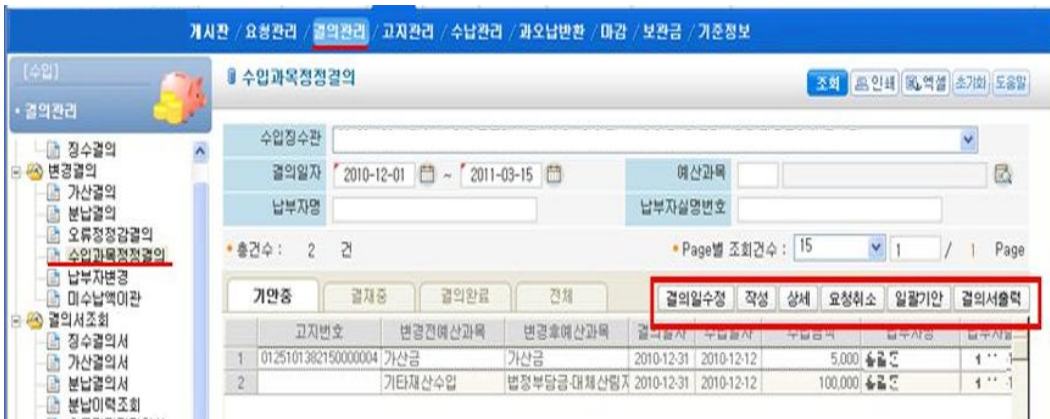 게시판 / 요청관리 / 결의관리 / 고지관리 / 수납관리 / 과오납반환 / 마감 / 보관금 / 기준정보
[수입]
• 결의관리
징수결의
변경결의
가산결의
분납결의
오류정정감결의
수입과목정정결의
납부자변경
미수납액이관
결의서조회
징수결의서
가산결의서
분납결의서
분납이력조회
수입과목정정결의
조회 인쇄 엑셀 초기화 도움말
수입징수관
결의일자 2010-12-01 ~ 2011-03-15 예산과목
납부자명 납부자실명번호
• 총건수 : 2 건 • Page별 조회건수 : 15 1 / 1 Page
기안중 결재중 결의완료 전체 결의일수정 작성 상세 요청취소 일괄기안 결의서출력
고지번호 변경전예산과목 변경후예산과목 결의일자 수납일자 수납금액 납부자명
1 0125101382150000004 가산금 가산금 2010-12-31 2010-12-12 5,000
2 기타재산수입 법정부담금-대체산림자 2010-12-31 2010-12-12 100,000